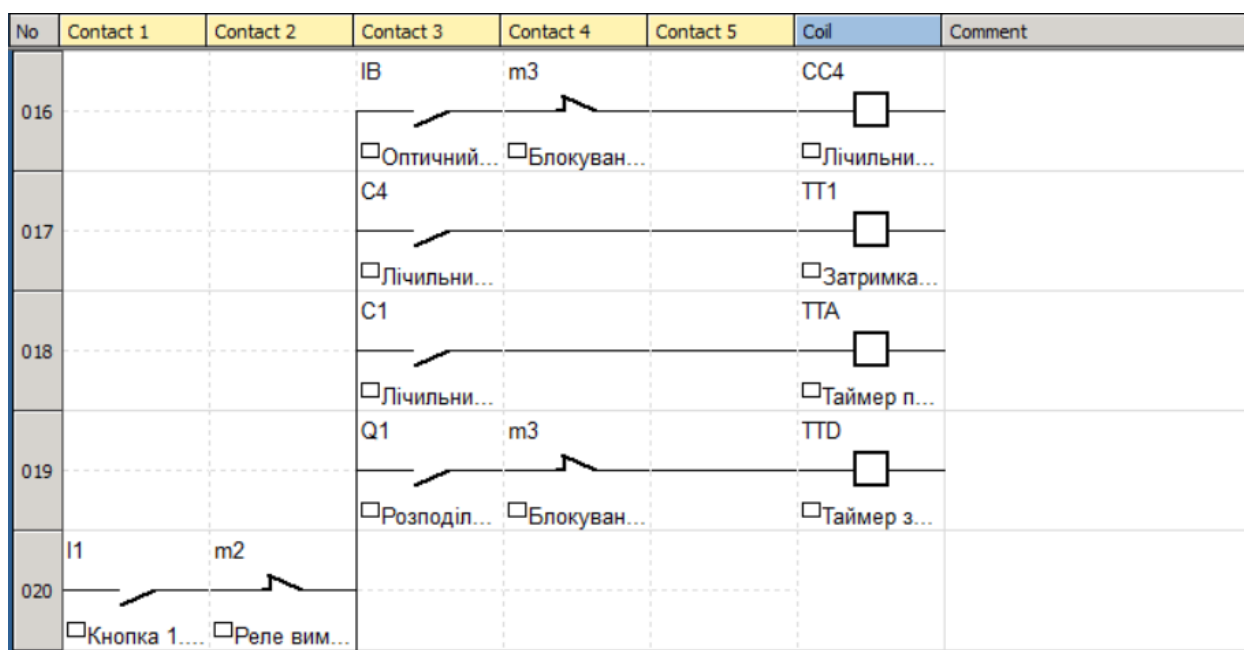 No Contact 1 Contact 2 Contact 3 Contact 4 Contact 5 Coil Comment
IB m3 CC4
016
Оптичний... Блокуван... Лічильни...
C4 TT1
017
Лічильни... Затримка...
C1 TTA
018
Лічильни... Таймер п...
Q1 m3 TTD
019
Розподіл... Блокуван... Таймер з...
I1 m2
020
Кнопка 1.... Реле вим...